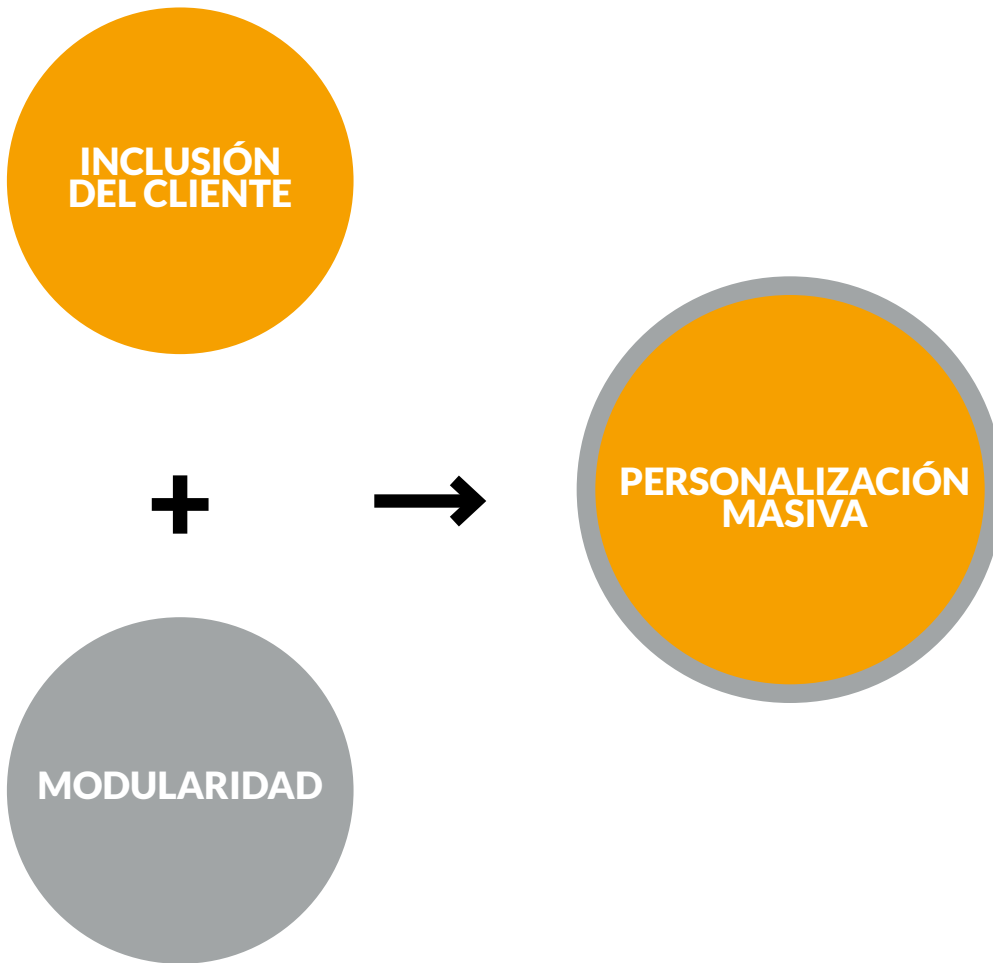 INCLUSIÓN
DEL CLIENTE
+
PERSONALIZACIÓN
MASIVA
MODULARIDAD